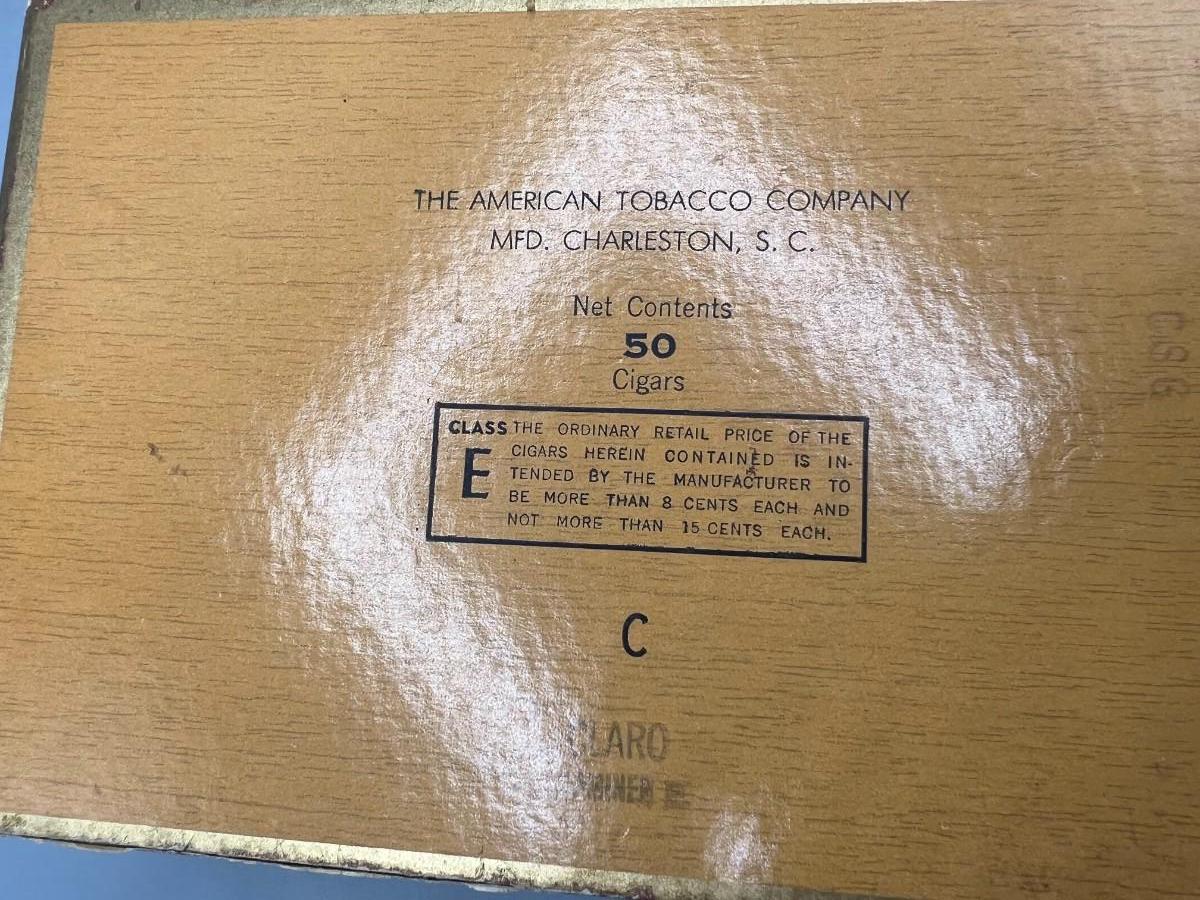 THE AMERICAN TOBACCO COMPANY
MFD. CHARLESTON, S. C.
Net Contents
50
Cigars
CLASS THE ORDINARY RETAIL PRICE OF THE
E CIGARS HEREIN CONTAINED IS IN-
TENDED BY THE MANUFACTURER TO
BE MORE THAN 8 CENTS EACH AND
NOT MORE THAN 15 CENTS EACH.
C
CLARO